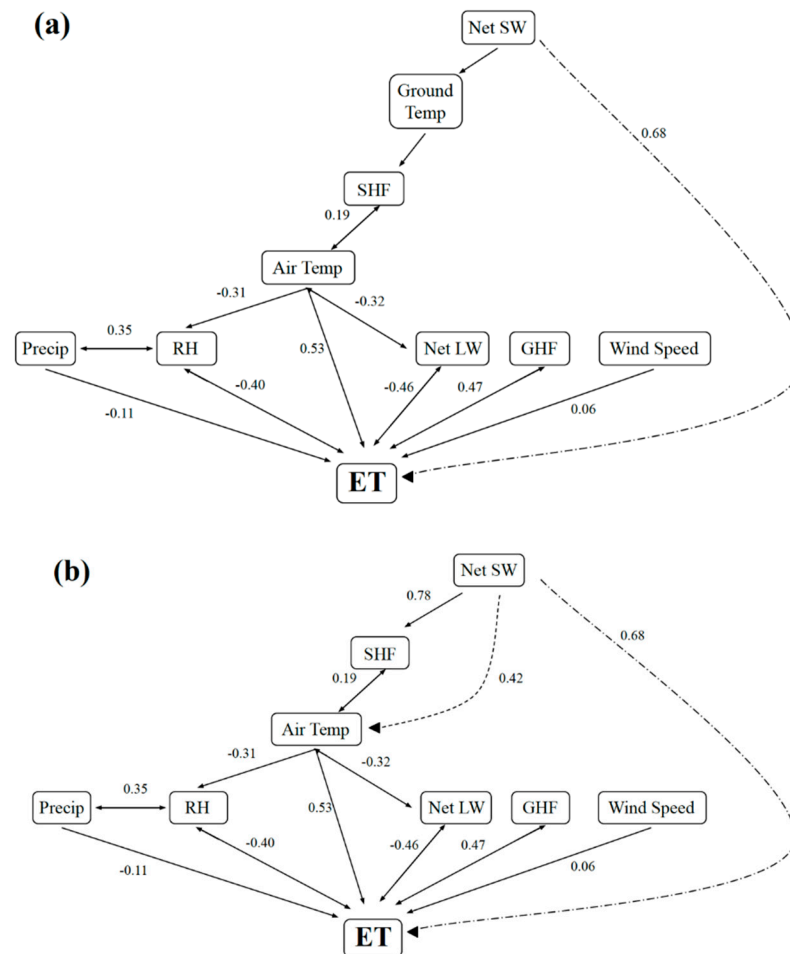 (a)
Net SW
Ground
Temp
0.68
SHF
0.19
Air Temp
-0.31
-0.32
Precip
0.35
RH
0.53
Net LW
GHF
Wind Speed
-0.40
-0.46
0.47
-0.11
0.06
ET
(b)
Net SW
0.78
0.68
SHF
0.19
0.42
Air Temp
-0.31
-0.32
Precip
0.35
RH
0.53
Net LW
GHF
Wind Speed
-0.40
-0.46
0.47
-0.11
0.06
ET